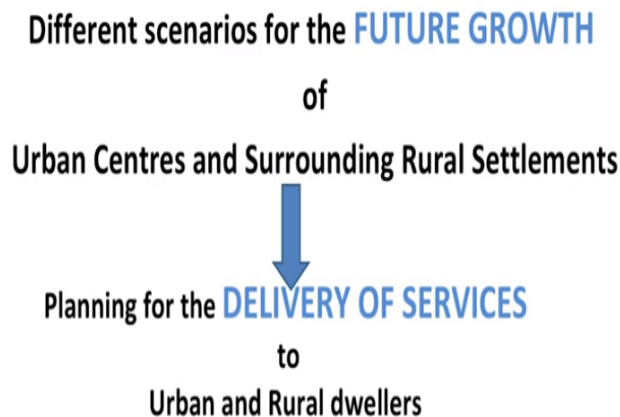 Different scenarios for the FUTURE GROWTH
of
Urban Centres and Surrounding Rural Settlements
Planning for the DELIVERY OF SERVICES
to
Urban and Rural dwellers